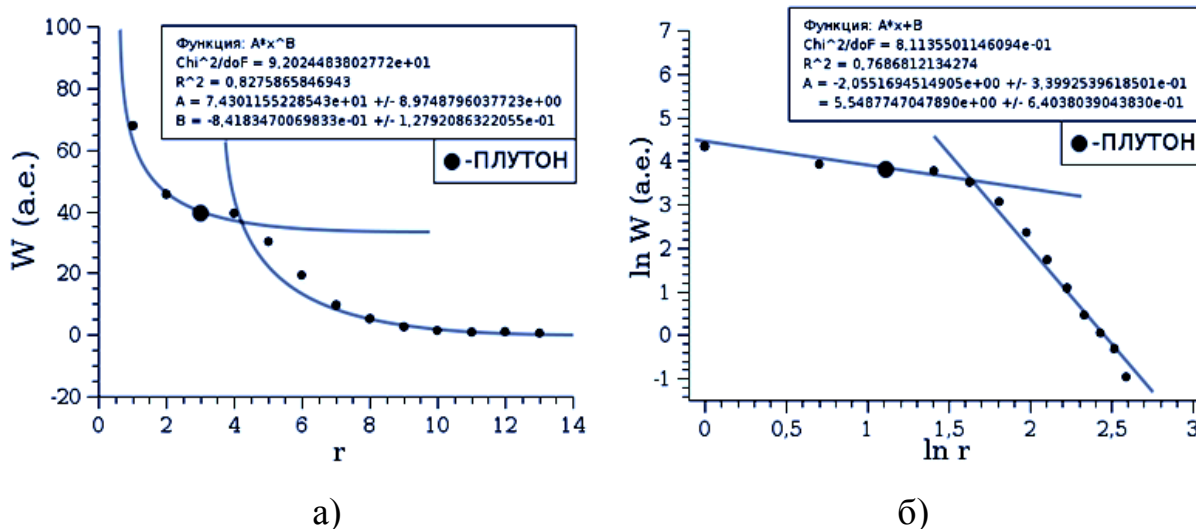 100
80
60
40
20
0
-20
W (a.e.)
Функция: A*x^B
Chi^2/doF = 9,2024483802772e+01
R^2 = 0,8275865846943
A = 7,4301155228543e+01 +/- 8,9748796037723e+00
B = -8,4183470069833e-01 +/- 1,2792086322055e-01
-ПЛУТОН
0 2 4 6 8 10 12 14
r
а)
7
6
5
4
3
2
1
0
-1
ln W (a.e.)
Функция: A*x+B
Chi^2/doF = 8,1135501146094e-01
R^2 = 0,7686812134274
A = -2,0551694514905e+00 +/- 3,3992539618501e-01
= 5,5487747047890e+00 +/- 6,4038039043830e-01
-ПЛУТОН
0 0,5 1 1,5 2 2,5 3
ln r
б)